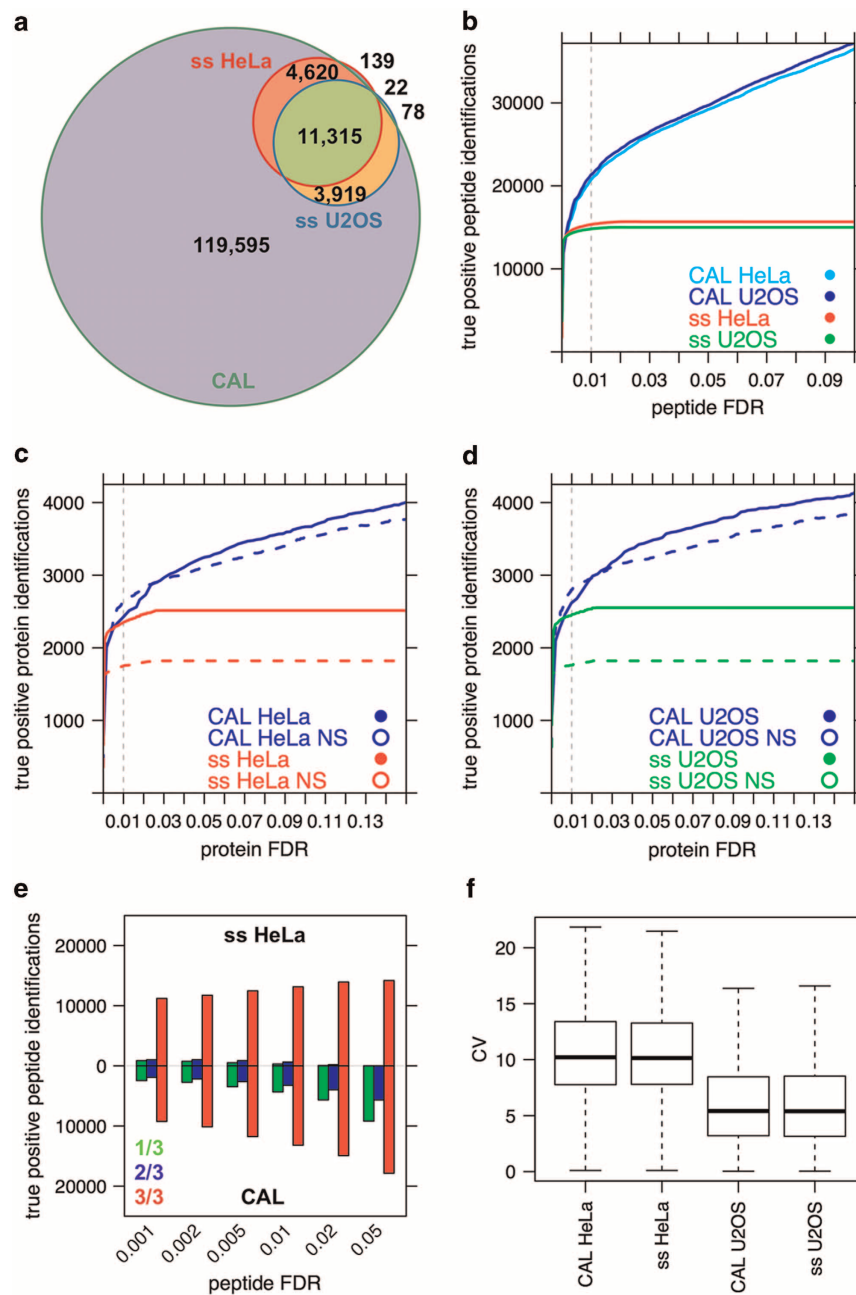 a
ss HeLa
4,620
139
22
78
11,315
3,919
ss U2OS
119,595
CAL
b
true positive peptide identifications
30000
20000
10000
CAL HeLa
CAL U2OS
ss HeLa
ss U2OS
0.01 0.03 0.05 0.07 0.09
peptide FDR
c
true positive protein identifications
4000
3000
2000
1000
CAL HeLa
CAL HeLa NS
ss HeLa
ss HeLa NS
0.01 0.03 0.05 0.07 0.09 0.11 0.13
protein FDR
d
true positive protein identifications
4000
3000
2000
1000
CAL U2OS
CAL U2OS NS
ss U2OS
ss U2OS NS
0.01 0.03 0.05 0.07 0.09 0.11 0.13
protein FDR
e
true positive peptide identifications
20000
10000
0
10000
20000
ss HeLa
1/3
2/3
3/3
CAL
0.001 0.002 0.005 0.01 0.02 0.05
peptide FDR
f
CV
20
15
10
5
0
CAL HeLa
ss HeLa
CAL U2OS
ss U2OS